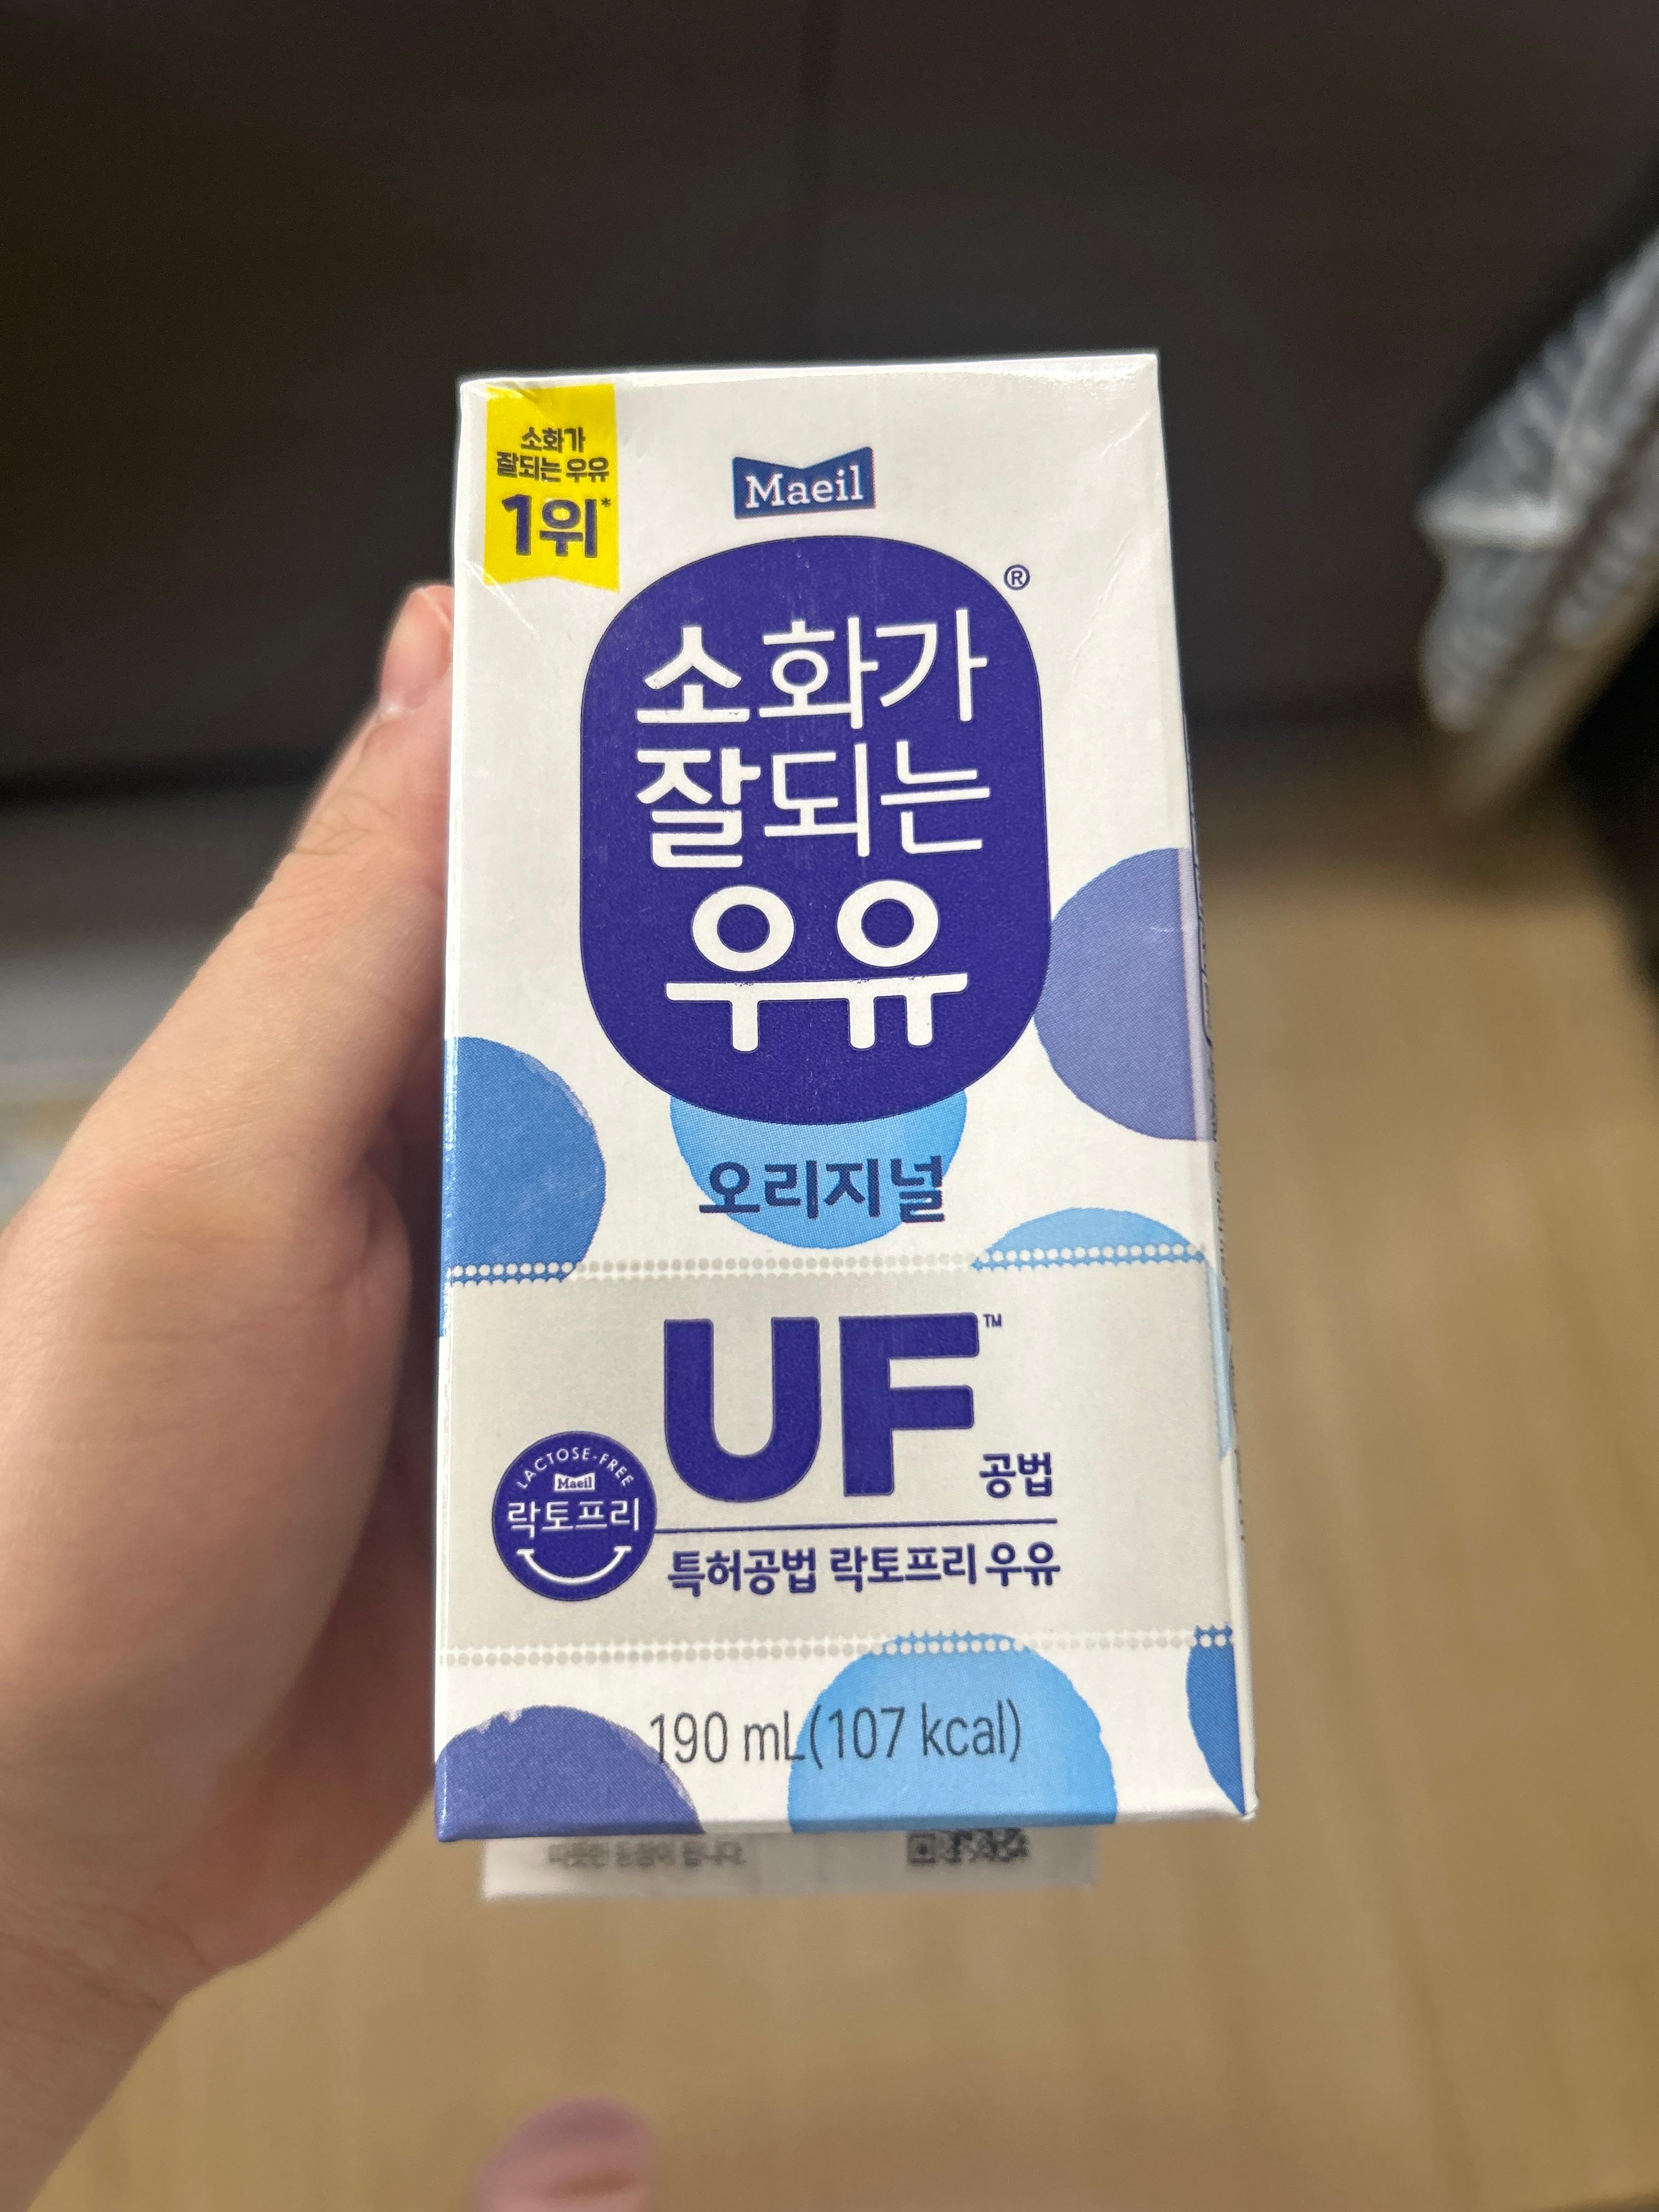 소화가
잘되는 우유
1위*
Maeil
®
소화가
잘되는
우유
오리지널
UF™
공법
LACTOSE-FREE
Maeil
락토프리
특허공법 락토프리 우유
190 mL(107 kcal)